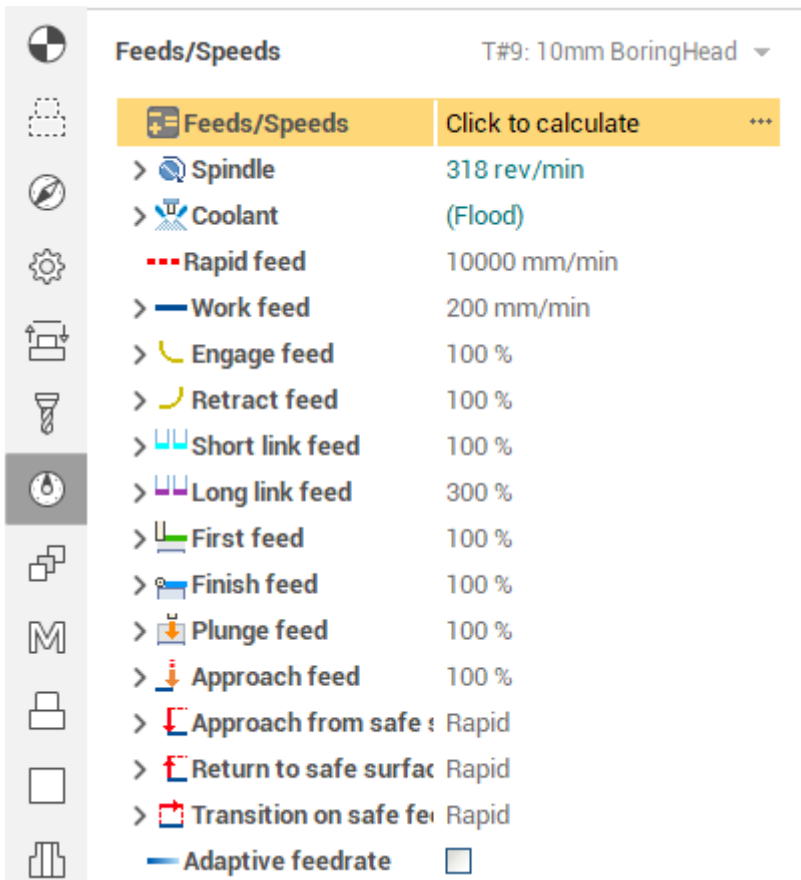 Feeds/Speeds T#9: 10mm BoringHead
Feeds/Speeds Click to calculate ...
Spindle 318 rev/min
Coolant (Flood)
Rapid feed 10000 mm/min
Work feed 200 mm/min
Engage feed 100 %
Retract feed 100 %
Short link feed 100 %
Long link feed 300 %
First feed 100 %
Finish feed 100 %
Plunge feed 100 %
Approach feed 100 %
Approach from safe s Rapid
Return to safe surfac Rapid
Transition on safe fe Rapid
Adaptive feedrate